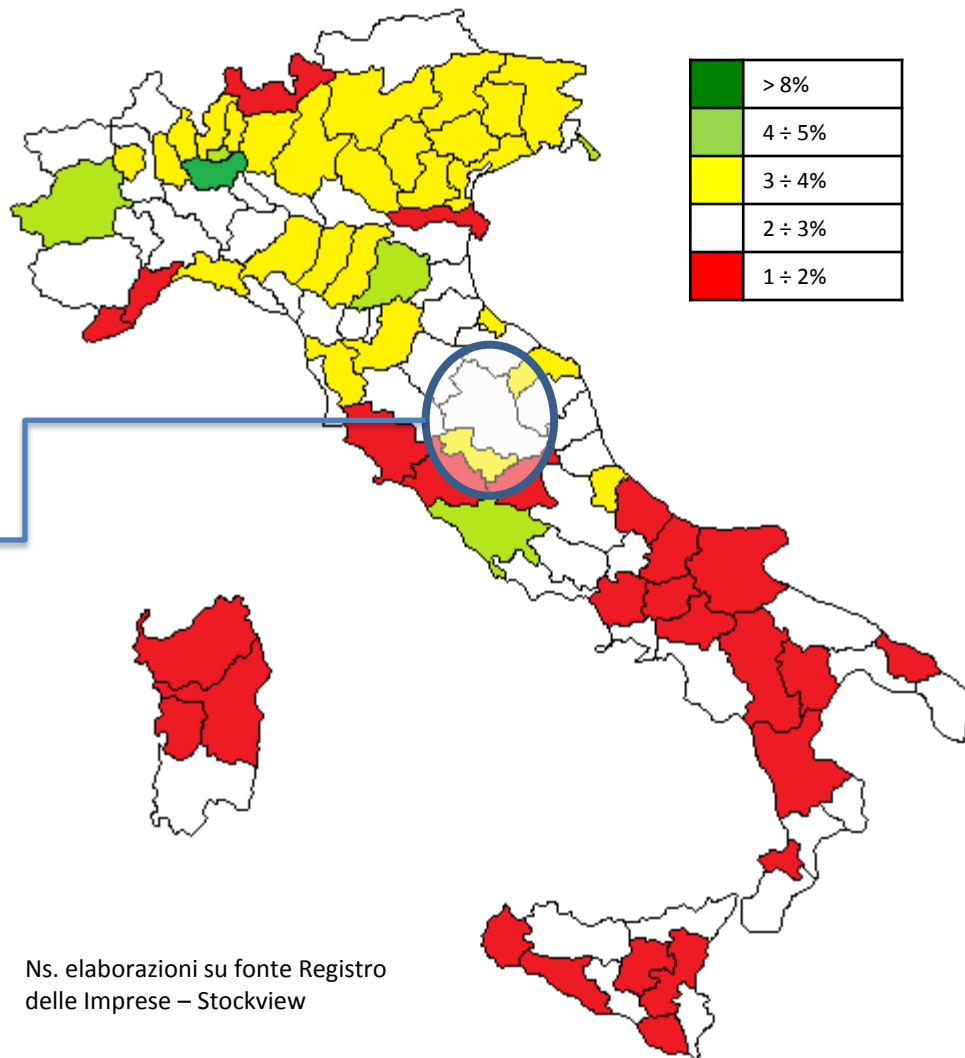 > 8%
4 ÷ 5%
3 ÷ 4%
2 ÷ 3%
1 ÷ 2%
Ns. elaborazioni su fonte Registro
delle Imprese – Stockview